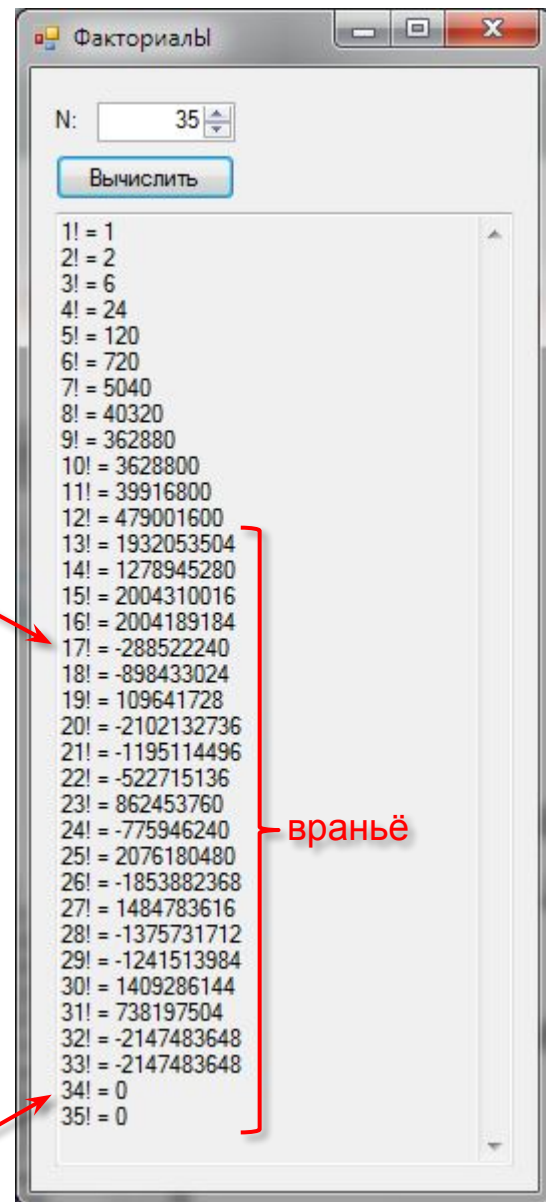 ФакториалЫ
N: 35
Вычислить
1! = 1
2! = 2
3! = 6
4! = 24
5! = 120
6! = 720
7! = 5040
8! = 40320
9! = 362880
10! = 3628800
11! = 39916800
12! = 479001600
13! = 1932053504
14! = 1278945280
15! = 2004310016
16! = 2004189184
17! = -288522240
18! = -898433024
19! = 109641728
20! = -2102132736
21! = -1195114496
22! = -522715136
23! = 862453760
24! = -775946240
25! = 2076180480
26! = -1853882368
27! = 1484783616
28! = -1375731712
29! = -1241513984
30! = 1409286144
31! = 738197504
32! = -2147483648
33! = -2147483648
34! = 0
35! = 0
враньё